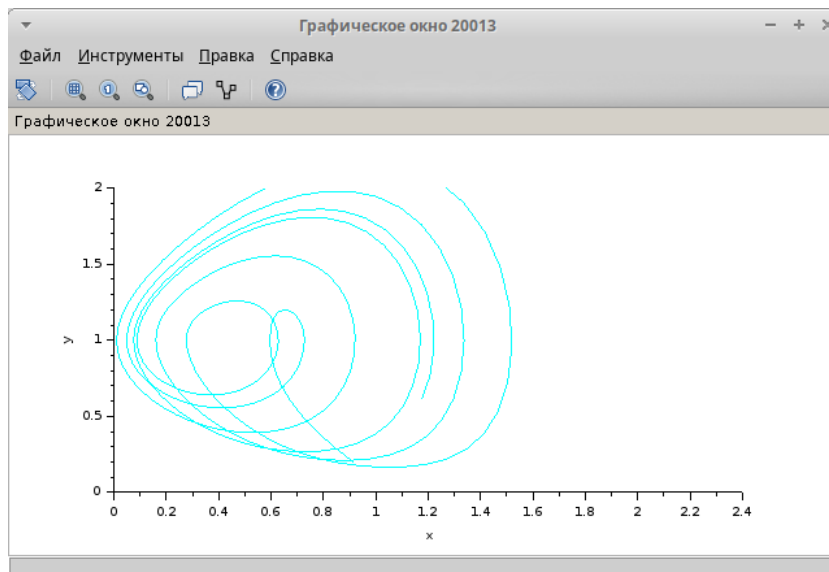 Графическое окно 20013
Файл Инструменты Правка Справка
Графическое окно 20013
2
1.5
1
0.5
0
y
0 0.2 0.4 0.6 0.8 1 1.2 1.4 1.6 1.8 2 2.2 2.4
x